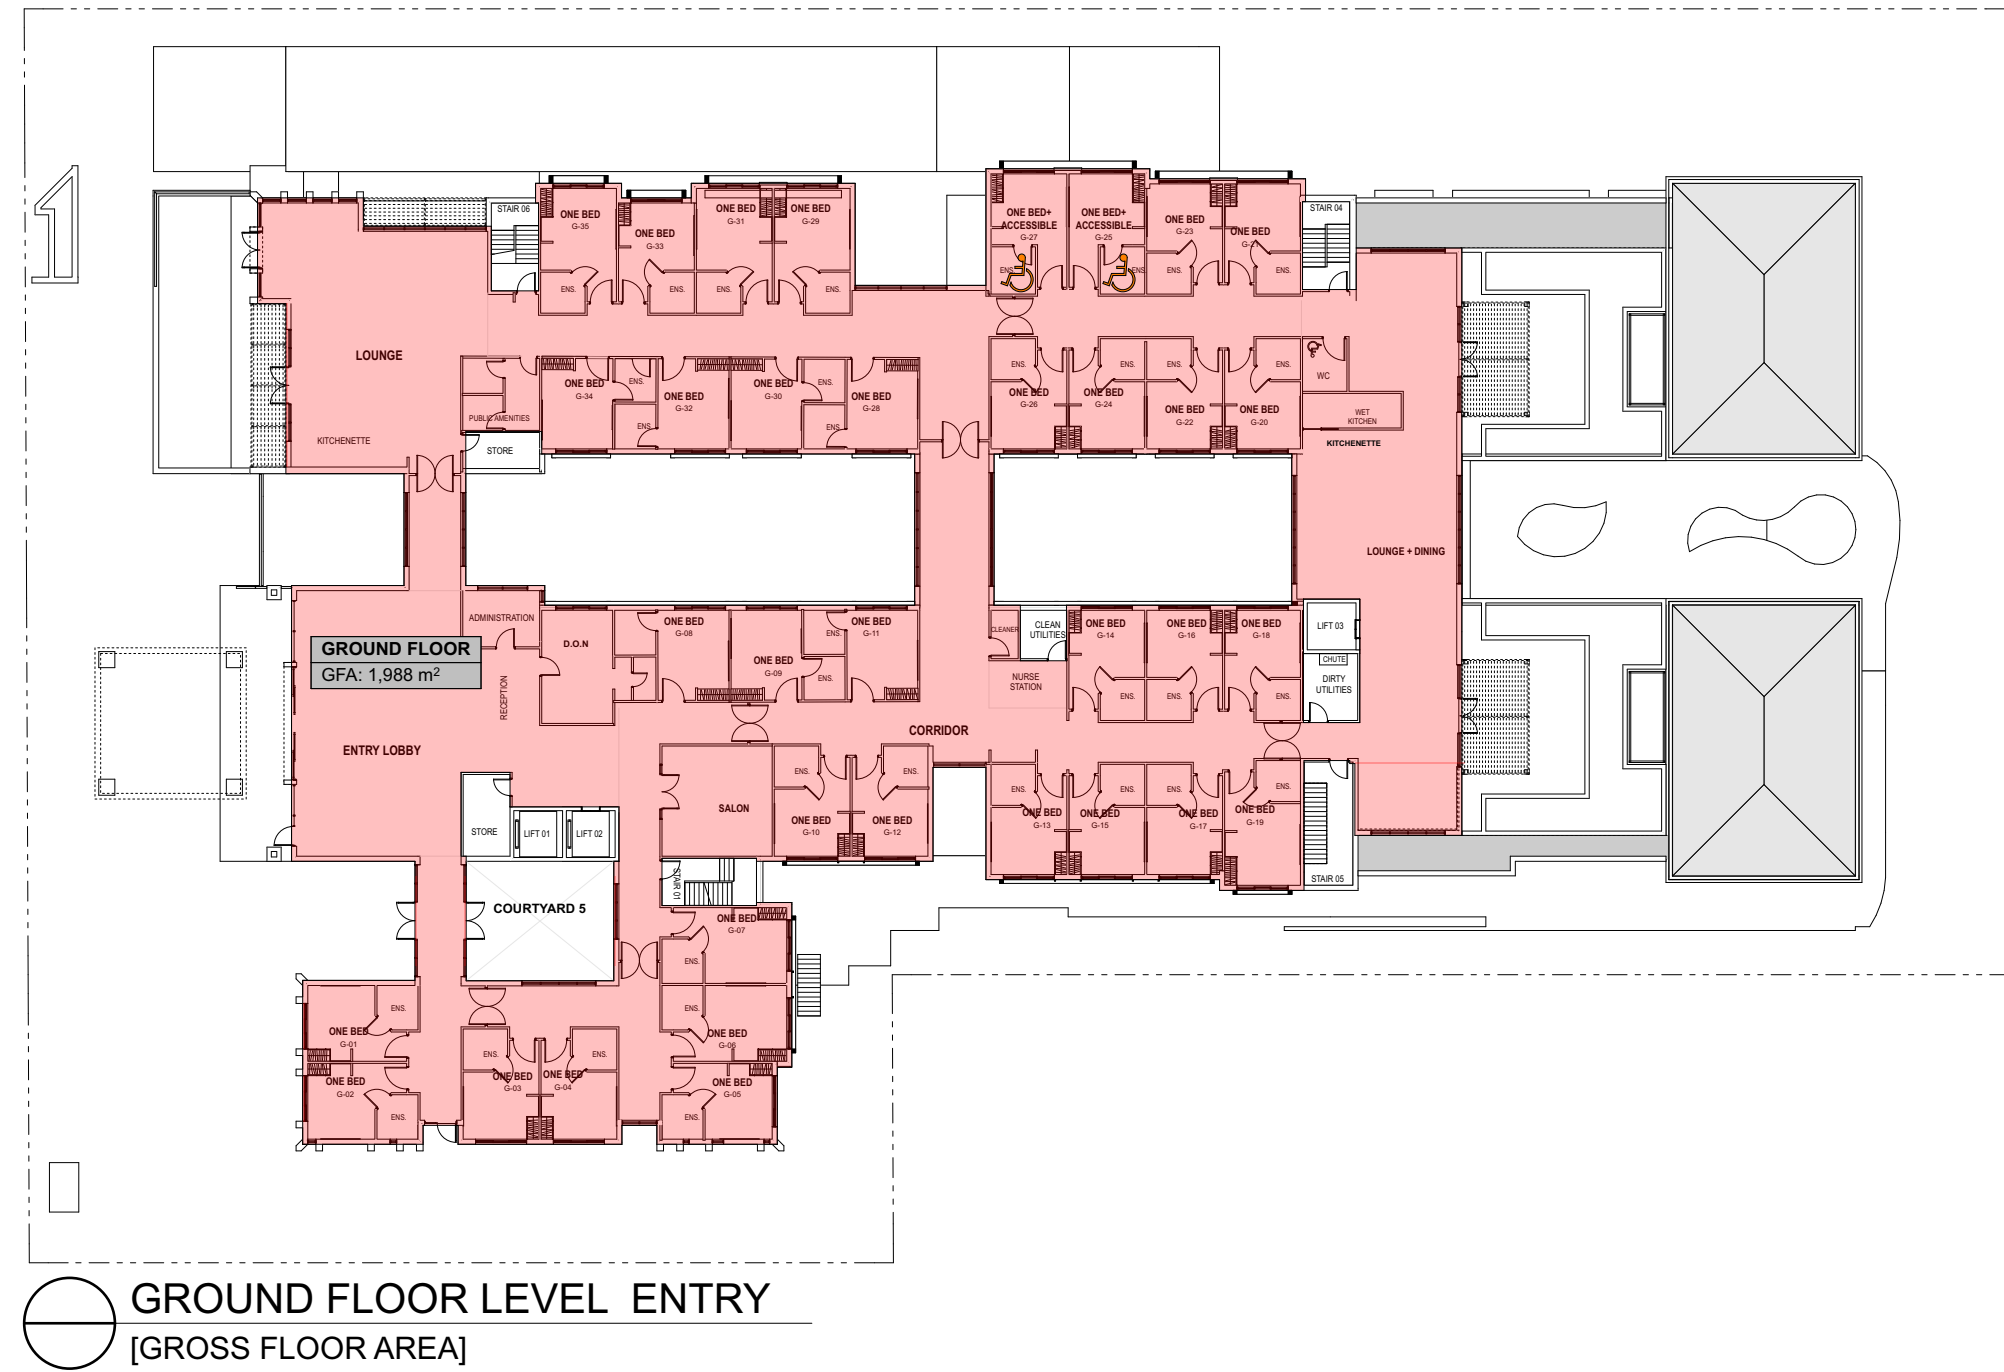 STAIR 06
ONE BED
G-35
ONE BED
G-33
ONE BED
G-31
ONE BED
G-29
ENS.
ENS.
ENS.
ENS.
ONE BED+
ACCESSIBLE
G-27
ONE BED+
ACCESSIBLE
G-25
ONE BED
G-23
ONE BED
G-21
ENS.
ENS.
ENS.
ENS.
STAIR 04
LOUNGE
KITCHENETTE
PUBLIC AMENITIES
STORE
ONE BED
G-34
ENS.
ENS.
ONE BED
G-32
ONE BED
G-30
ENS.
ENS.
ONE BED
G-28
ENS.
ONE BED
G-26
ENS.
ONE BED
G-24
ENS.
ONE BED
G-22
ENS.
ONE BED
G-20
WC
WET
KITCHEN
KITCHENETTE
LOUNGE + DINING
ADMINISTRATION
D.O.N
RECEPTION
GROUND FLOOR
GFA: 1,988 m²
ENTRY LOBBY
ONE BED
G-08
ONE BED
G-09
ENS.
ENS.
ONE BED
G-11
CLEANER
CLEAN
UTILITIES
NURSE
STATION
ONE BED
G-14
ENS.
ONE BED
G-16
ENS.
ONE BED
G-18
ENS.
LIFT 03
CHUTE
DIRTY
UTILITIES
CORRIDOR
STORE
LIFT 01
LIFT 02
SALON
ENS.
ONE BED
G-10
ENS.
ONE BED
G-12
ENS.
ONE BED
G-13
ENS.
ONE BED
G-15
ENS.
ONE BED
G-17
ENS.
ONE BED
G-19
STAIR 05
STAIR 01
COURTYARD 5
ONE BED
G-07
ENS.
ENS.
ONE BED
G-06
ENS.
ONE BED
G-01
ONE BED
G-02
ENS.
ENS.
ONE BED
G-03
ENS.
ONE BED
G-04
ONE BED
G-05
ENS.
GROUND FLOOR LEVEL ENTRY
[GROSS FLOOR AREA]